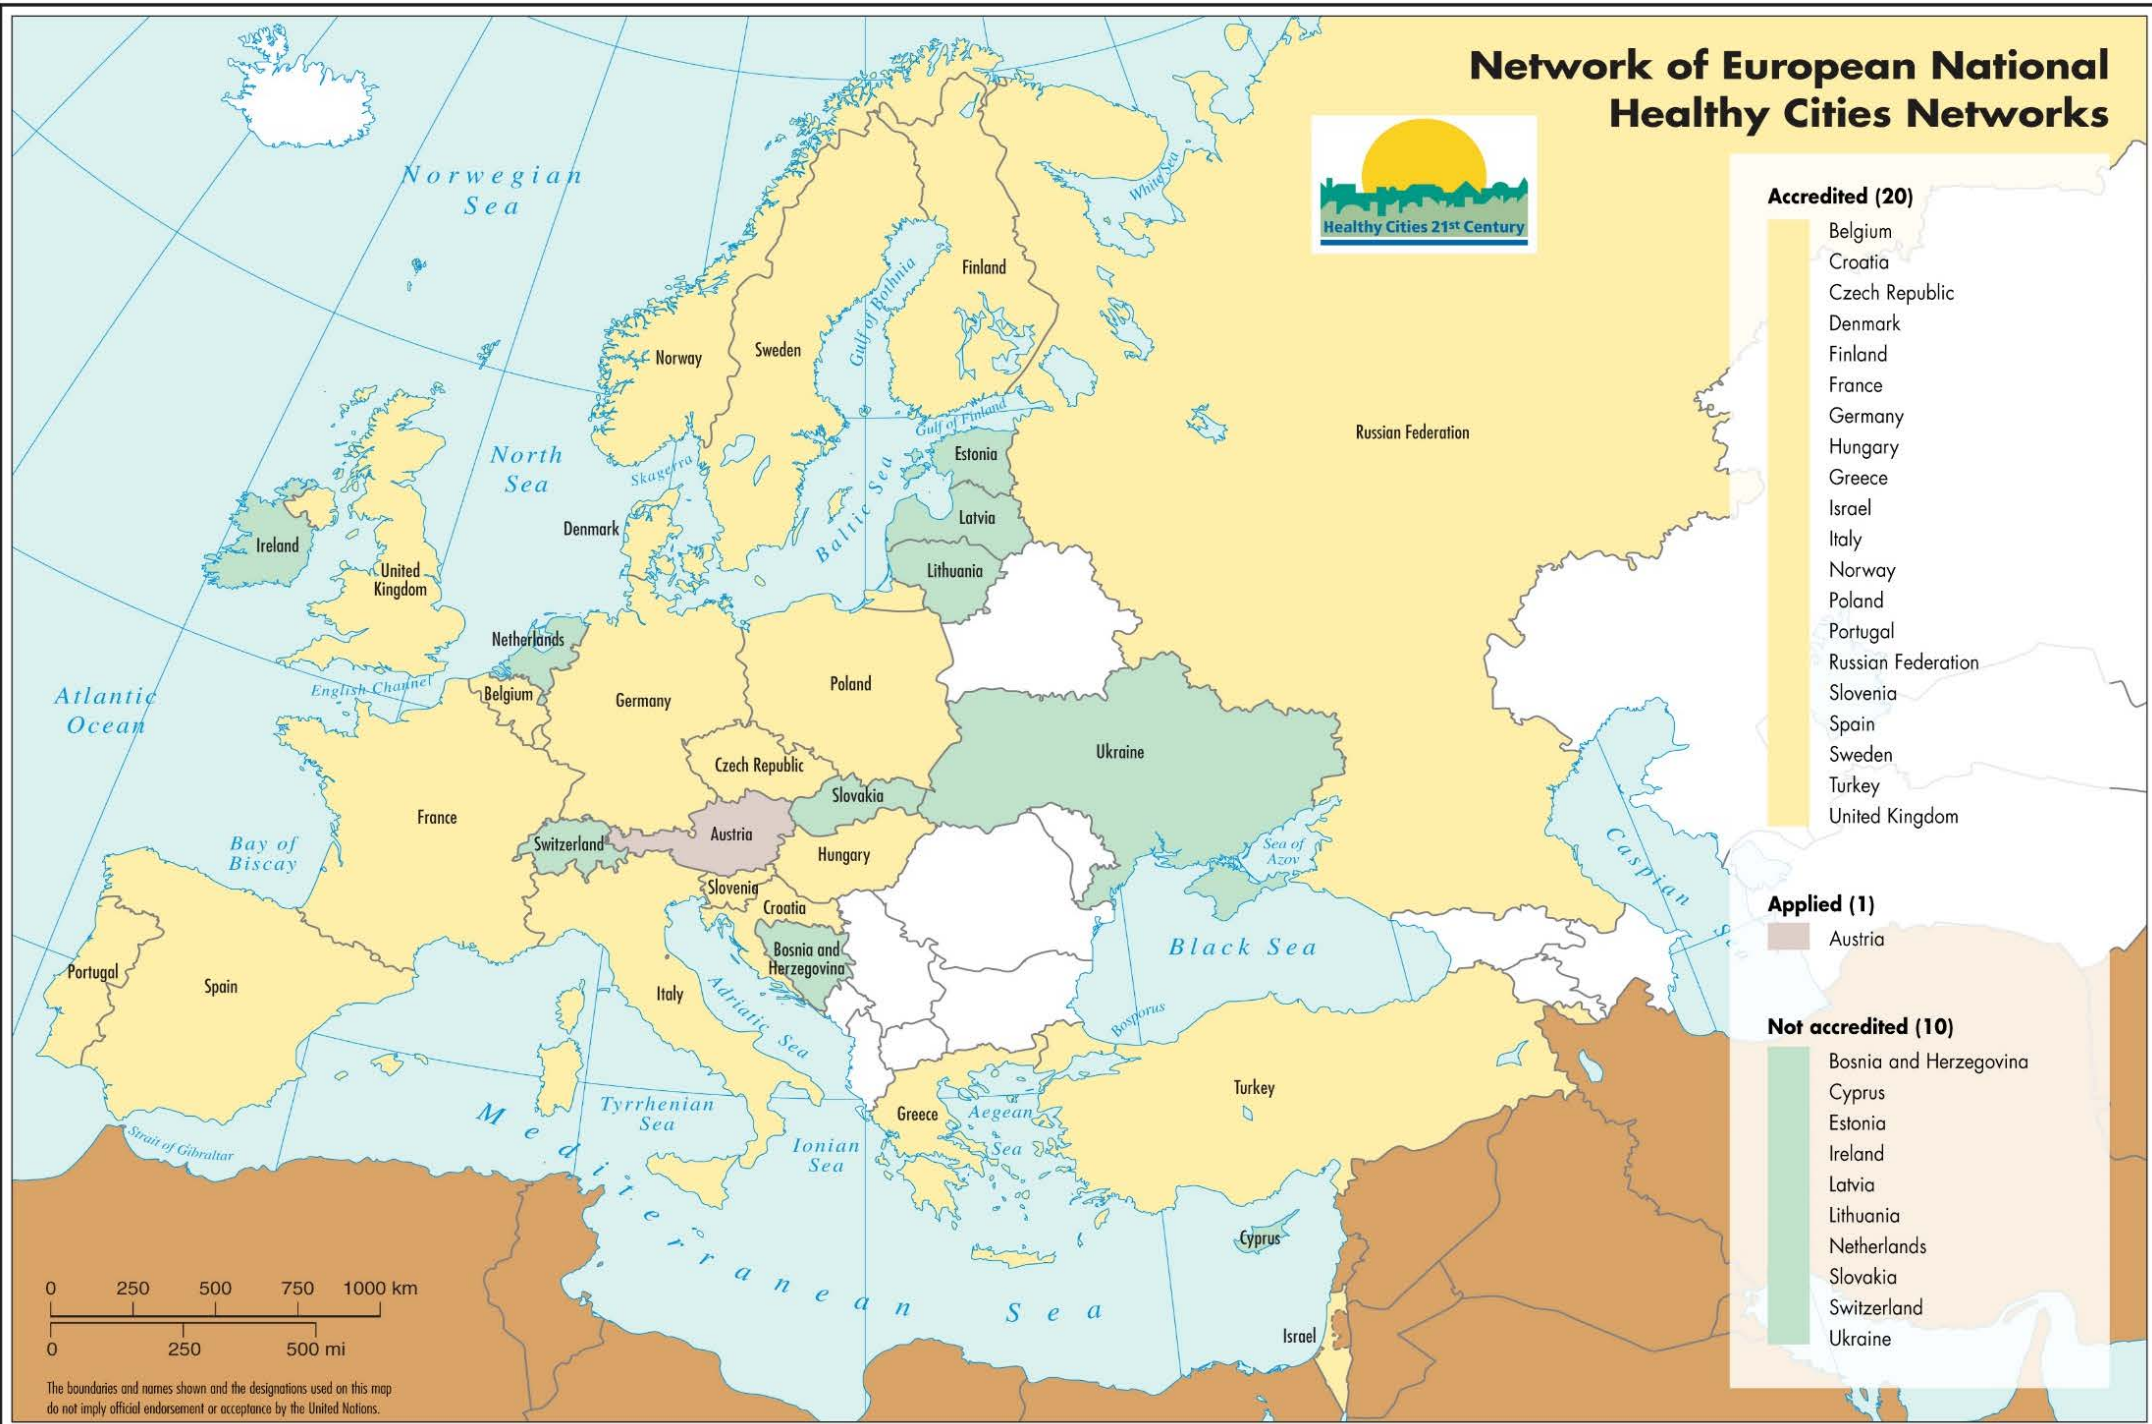 Network of European National
Healthy Cities Networks
Healthy Cities 21st Century
Accredited (20)
Belgium
Croatia
Czech Republic
Denmark
Finland
France
Germany
Hungary
Greece
Israel
Italy
Norway
Poland
Portugal
Russian Federation
Slovenia
Spain
Sweden
Turkey
United Kingdom
Applied (1)
Austria
Not accredited (10)
Bosnia and Herzegovina
Cyprus
Estonia
Ireland
Latvia
Lithuania
Netherlands
Slovakia
Switzerland
Ukraine
Norwegian
Sea
White Sea
Finland
Gulf of Bothnia
Norway
Sweden
Gulf of Finland
Russian Federation
North
Sea
Skagerra
Estonia
Baltic Sea
Latvia
Denmark
Ireland
Lithuania
United
Kingdom
Netherlands
English Channel
Belgium
Atlantic
Ocean
Germany
Poland
Ukraine
Czech Republic
Slovakia
France
Austria
Switzerland
Hungary
Bay of
Biscay
Sea of
Azov
Caspian
Slovenia
Croatia
Bosnia and
Herzegovina
Black Sea
Portugal
Spain
Italy
Adriatic Sea
Bosporus
Turkey
Greece
Aegean
Sea
Tyrrhenian
Sea
Ionian
Sea
Strait of Gibraltar
Mediterranean Sea
Cyprus
Israel
0 250 500 750 1000 km
0 250 500 mi
The boundaries and names shown and the designations used on this map
do not imply official endorsement or acceptance by the United Nations.